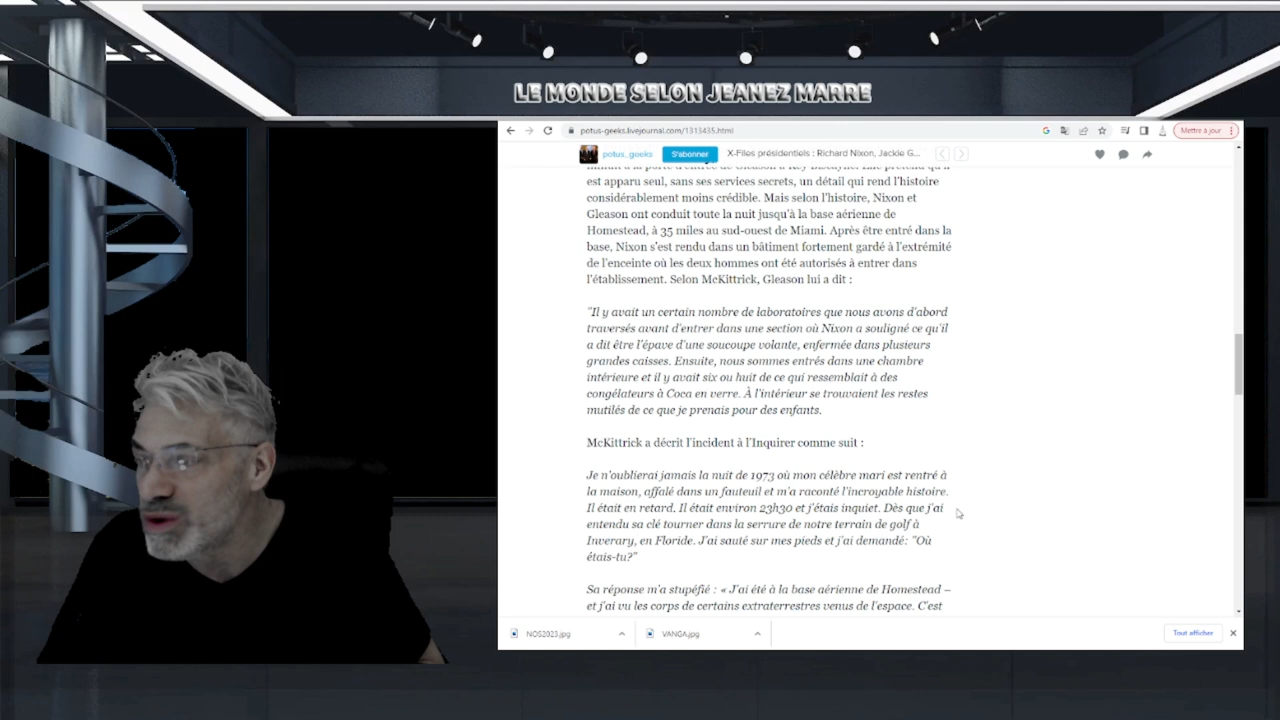 LE MONDE SELON JEANEZ MARRE
potus-geeks.livejournal.com/1313435.html
Mettre à jour
potus_geeks
S'abonner
X-Files présidentiels : Richard Nixon, Jackie G...
est apparu seul, sans ses services secrets, un détail qui rend l'histoire
considérablement moins crédible. Mais selon l'histoire, Nixon et
Gleason ont conduit toute la nuit jusqu'à la base aérienne de
Homestead, à 35 miles au sud-ouest de Miami. Après être entré dans la
base, Nixon s'est rendu dans un bâtiment fortement gardé à l'extrémité
de l'enceinte où les deux hommes ont été autorisés à entrer dans
l'établissement. Selon McKittrick, Gleason lui a dit :
"Il y avait un certain nombre de laboratoires que nous avons d'abord
traversés avant d'entrer dans une section où Nixon a souligné ce qu'il
a dit être l'épave d'une soucoupe volante, enfermée dans plusieurs
grandes caisses. Ensuite, nous sommes entrés dans une chambre
intérieure et il y avait six ou huit de ce qui ressemblait à des
congélateurs à Coca en verre. À l'intérieur se trouvaient les restes
mutilés de ce que je prenais pour des enfants.
McKittrick a décrit l'incident à l'Inquirer comme suit :
Je n'oublierai jamais la nuit de 1973 où mon célèbre mari est rentré à
la maison, affalé dans un fauteuil et m'a raconté l'incroyable histoire.
Il était en retard. Il était environ 23h30 et j'étais inquiet. Dès que j'ai
entendu sa clé tourner dans la serrure de notre terrain de golf à
Inverary, en Floride. J'ai sauté sur mes pieds et j'ai demandé: "Où
étais-tu?"
Sa réponse m'a stupéfié : « J'ai été à la base aérienne de Homestead –
et j'ai vu les corps de certains extraterrestres venus de l'espace. C'est
NOS2023.jpg
VANGA.jpg
Tout afficher